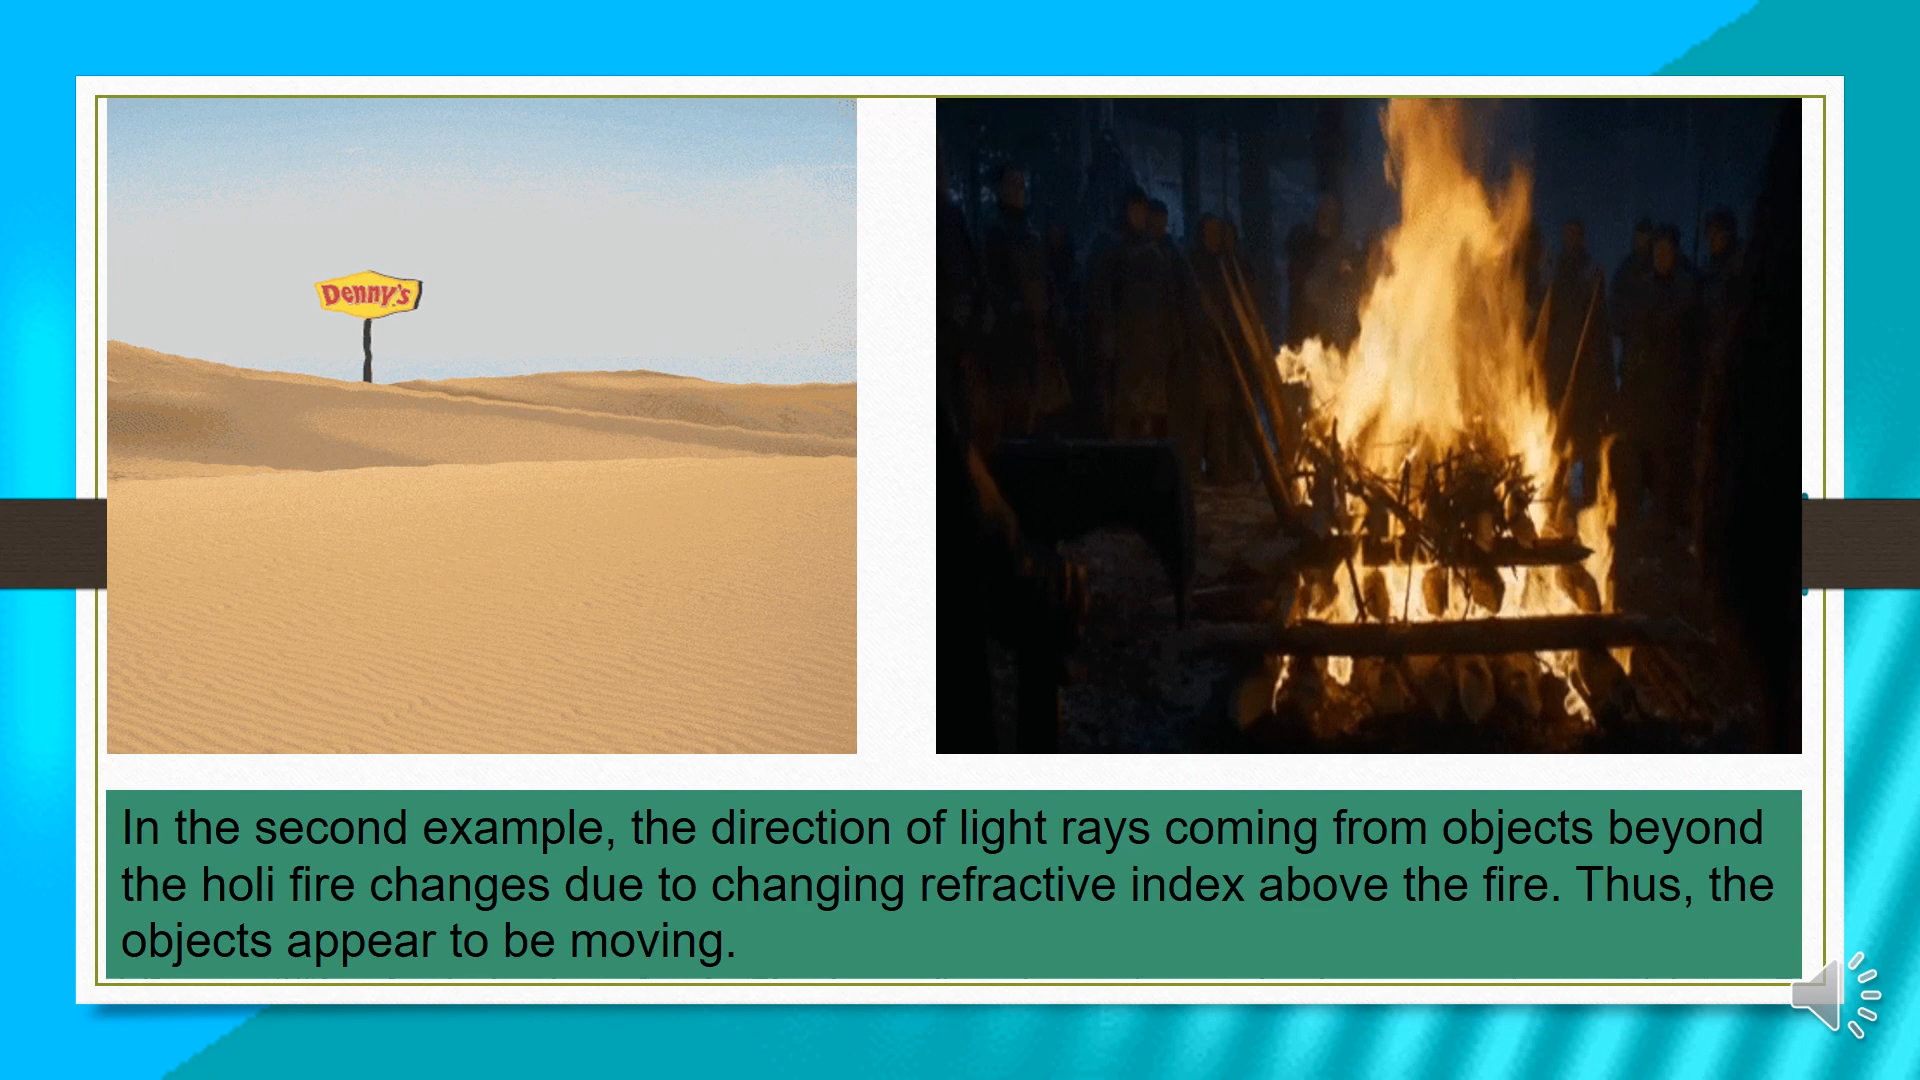 Denny's
In the second example, the direction of light rays coming from objects beyond
the holi fire changes due to changing refractive index above the fire. Thus, the
objects appear to be moving.